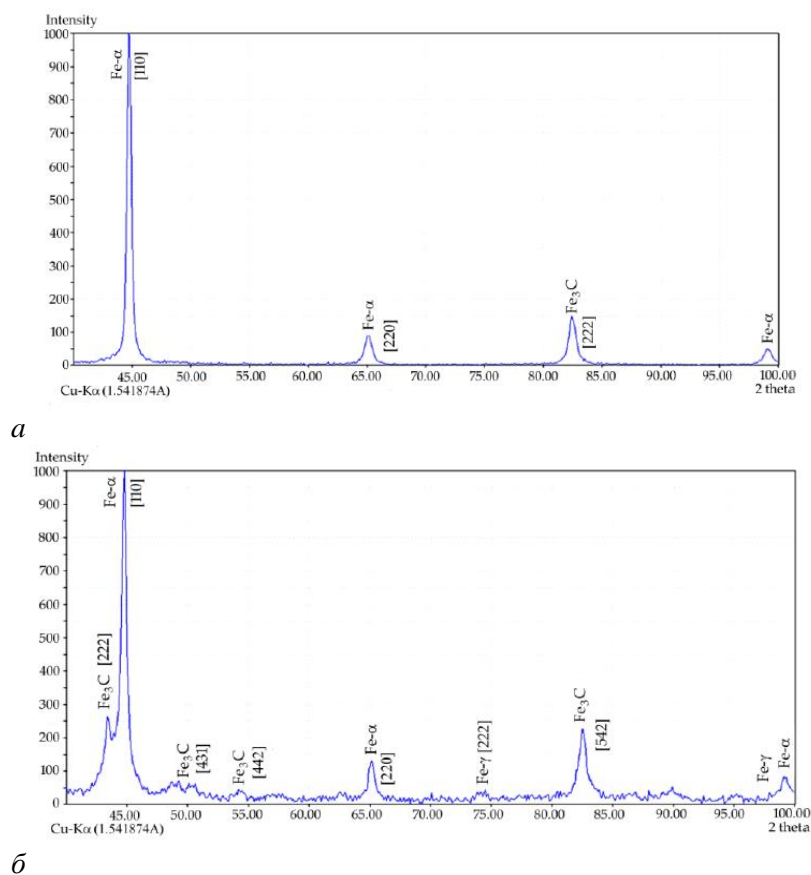 Intensity
1000
900
800
700
600
500
400
300
200
100
0
Fe-α [110]
Fe-α [220]
Fe₃C [222]
Fe-α
45.00 50.00 55.00 60.00 65.00 70.00 75.00 80.00 85.00 90.00 95.00 100.00
Cu-Kα (1.541874A) 2 theta
а
Intensity
1000
900
800
700
600
500
400
300
200
100
0
Fe₃C [222]
Fe-α [110]
Fe₃C [431]
Fe₃C [442]
Fe-α [220]
Fe-γ [222]
Fe₃C [542]
Fe-γ
Fe-α
45.00 50.00 55.00 60.00 65.00 70.00 75.00 80.00 85.00 90.00 95.00 100.00
Cu-Kα (1.541874A) 2 theta
б